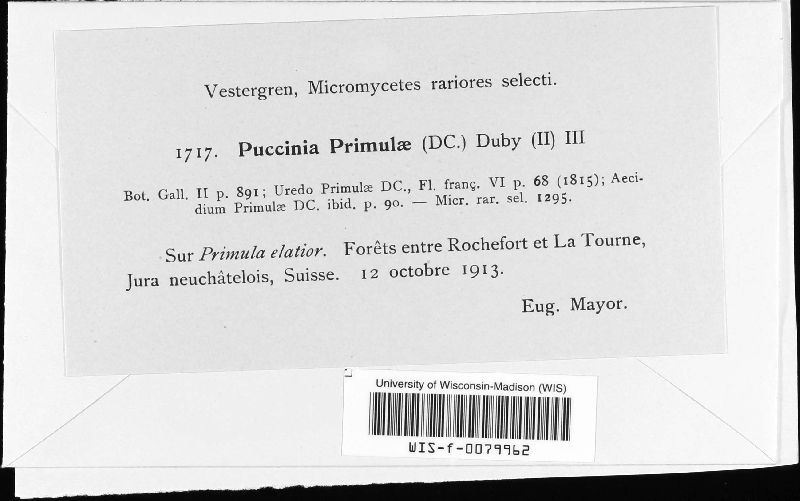 Vestergren, Micromycetes rariores selecti.
1717. Puccinia Primulæ (DC.) Duby (II) III
Bot. Gall. II p. 891; Uredo Primulæ DC., Fl. franç. VI p. 68 (1815); Aeci-
dium Primulæ DC. ibid. p. 90. — Micr. rar. sel. 1295.
Sur Primula elatior. Forêts entre Rochefort et La Tourne,
Jura neuchâtelois, Suisse. 12 octobre 1913.
Eug. Mayor.
University of Wisconsin-Madison (WIS)
WIS-f-0079962